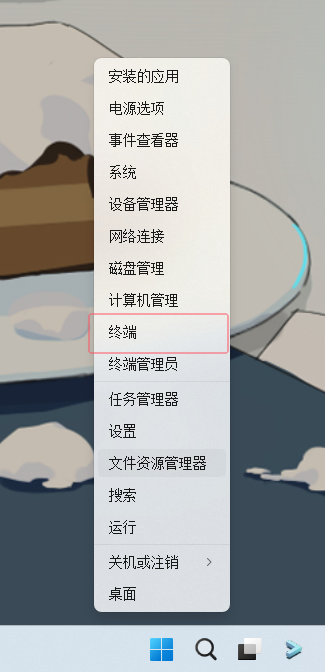 安装的应用
电源选项
事件查看器
系统
设备管理器
网络连接
磁盘管理
计算机管理
终端
终端管理员
任务管理器
设置
文件资源管理器
搜索
运行
关机或注销
桌面